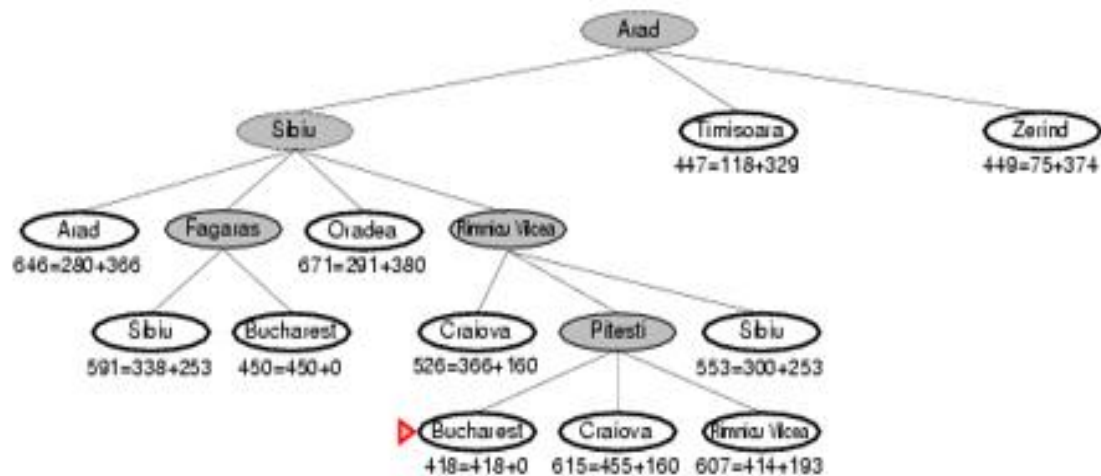 Arad
Sibiu
Timisoara
Zerind
447=118+329
449=75+374
Arad
Fagaras
Oradea
Rimnicu Vilcea
646=280+366
671=291+380
Sibiu
Bucharest
Craiova
Pitesti
Sibiu
591=338+253
450=450+0
526=366+160
553=300+253
Bucharest
Craiova
Rimnicu Vilcea
418=418+0
615=455+160
607=414+193